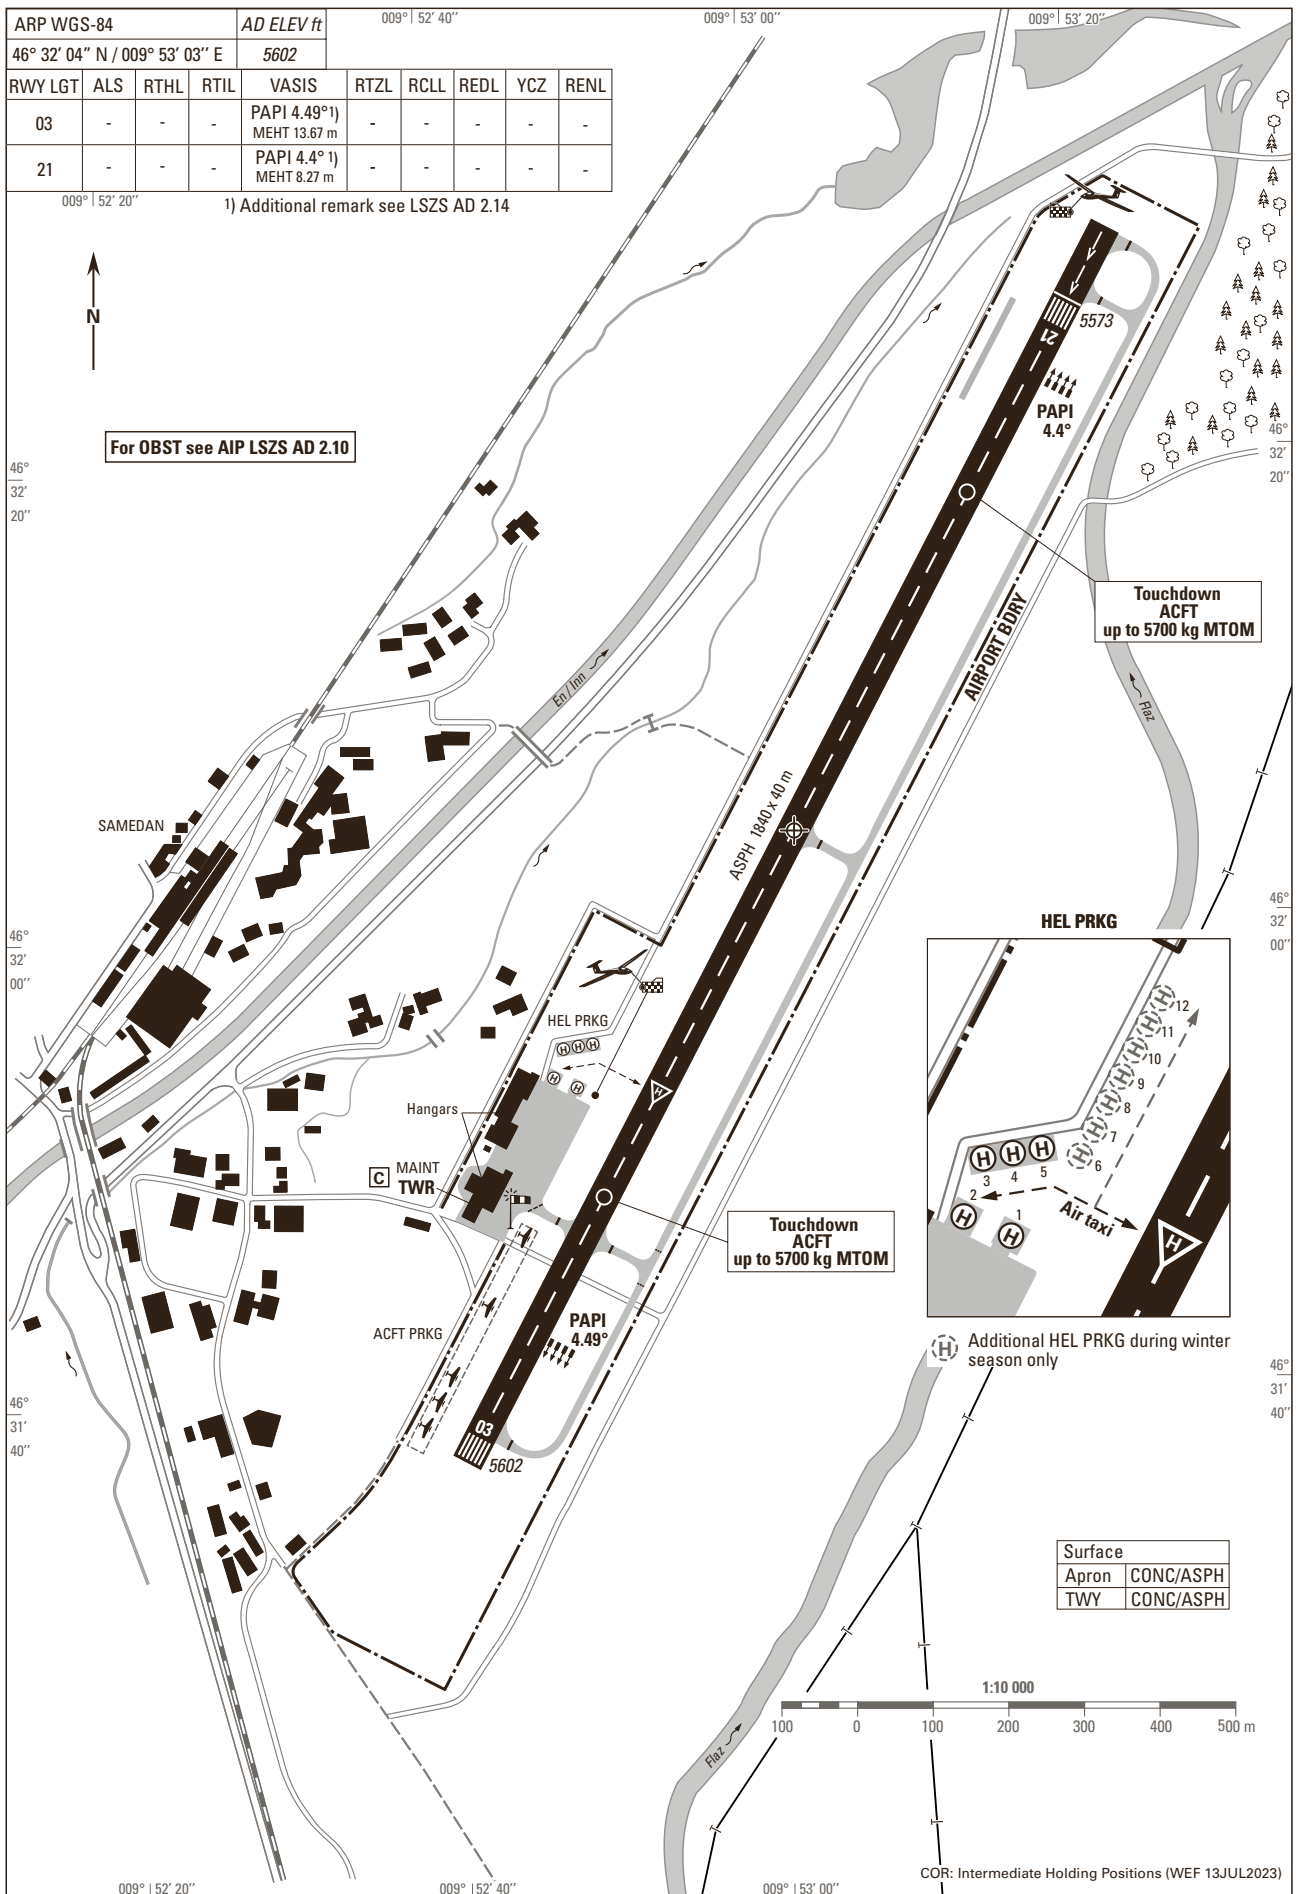 ARP WGS-84 AD ELEV ft
46° 32' 04" N / 009° 53' 03" E 5602
RWY LGT ALS RTHL RTIL VASIS RTZL RCLL REDL YCZ RENL
03 - - - PAPI 4.49° 1) - - - - -
MEHT 13.67 m
21 - - - PAPI 4.4° 1) - - - - -
MEHT 8.27 m
1) Additional remark see LSZS AD 2.14
009° 52' 40"
009° 53' 00"
009° 53' 20"
009° 52' 20"
N
5573
21
PAPI
4.4°
For OBST see AIP LSZS AD 2.10
46°
32'
20"
46°
32'
20"
Touchdown
ACFT
up to 5700 kg MTOM
AIRPORT BDRY
En / Inn
Flaz
ASPH 1840 x 40 m
SAMEDAN
46°
32'
00"
46°
32'
00"
HEL PRKG
12
11
10
9
8
7
6
5
4
3
2
1
H
H
H
H
H
H
H
H
H
H
H
H
H
Air taxi
H Additional HEL PRKG during winter
season only
HEL PRKG
H H H
H H
H
Hangars
C MAINT
TWR
Touchdown
ACFT
up to 5700 kg MTOM
ACFT PRKG
PAPI
4.49°
03
5602
46°
31'
40"
46°
31'
40"
Surface
Apron CONC/ASPH
TWY CONC/ASPH
1:10 000
100 0 100 200 300 400 500 m
Flaz
COR: Intermediate Holding Positions (WEF 13JUL2023)
009° 52' 20"
009° 52' 40"
009° 53' 00"